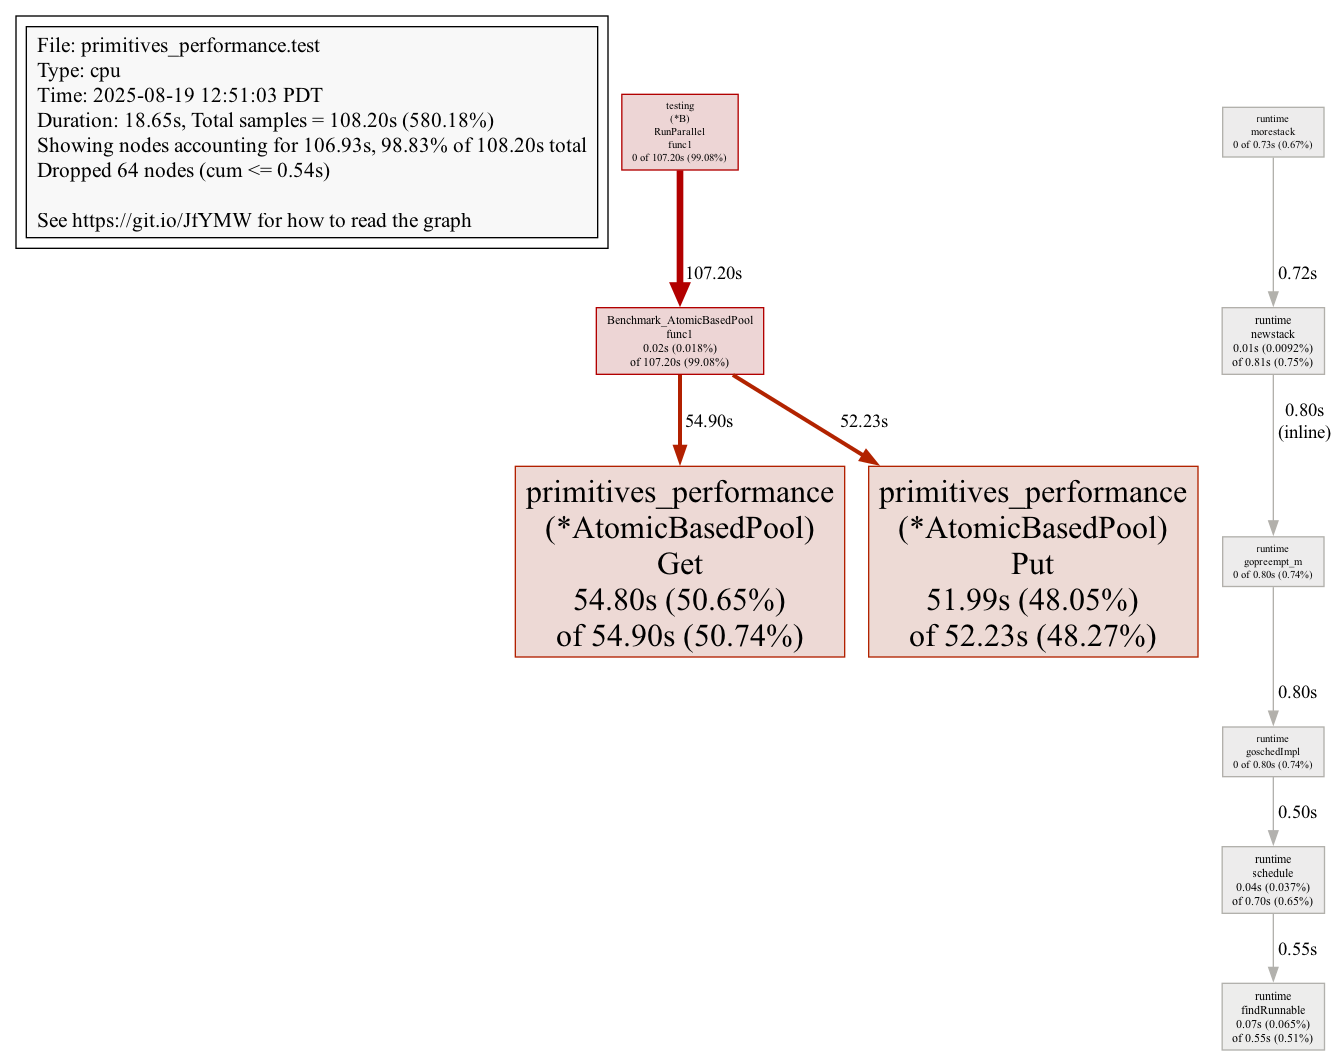 File: primitives_performance.test
Type: cpu
Time: 2025-08-19 12:51:03 PDT
Duration: 18.65s, Total samples = 108.20s (580.18%)
Showing nodes accounting for 106.93s, 98.83% of 108.20s total
Dropped 64 nodes (cum <= 0.54s)
See https://git.io/JfYMW for how to read the graph
testing
(*B)
RunParallel
func1
0 of 107.20s (99.08%)
107.20s
Benchmark_AtomicBasedPool
func1
0.02s (0.018%)
of 107.20s (99.08%)
54.90s
52.23s
primitives_performance
(*AtomicBasedPool)
Get
54.80s (50.65%)
of 54.90s (50.74%)
primitives_performance
(*AtomicBasedPool)
Put
51.99s (48.05%)
of 52.23s (48.27%)
runtime
morestack
0 of 0.73s (0.67%)
0.72s
runtime
newstack
0.01s (0.0092%)
of 0.81s (0.75%)
0.80s
(inline)
runtime
gopreempt_m
0 of 0.80s (0.74%)
0.80s
runtime
goschedImpl
0 of 0.80s (0.74%)
0.50s
runtime
schedule
0.04s (0.037%)
of 0.70s (0.65%)
0.55s
runtime
findRunnable
0.07s (0.065%)
of 0.55s (0.51%)